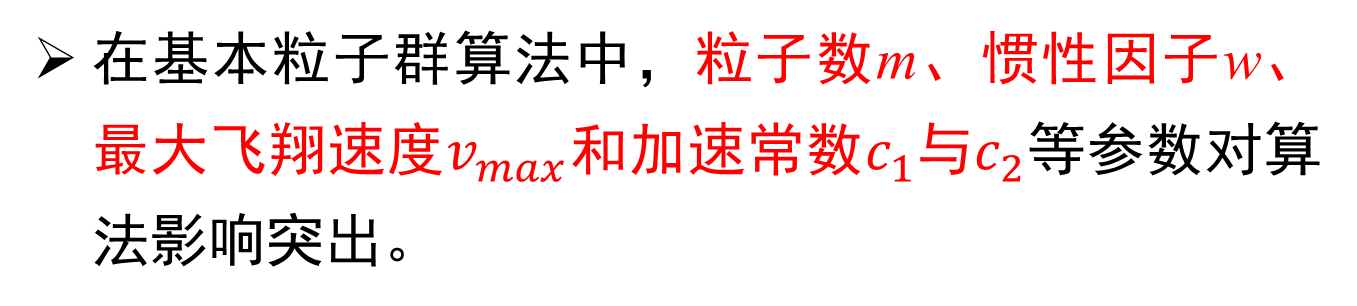 ➢ 在基本粒子群算法中，粒子数m、惯性因子w、
最大飞翔速度v_max和加速常数c₁与c₂等参数对算
法影响突出。